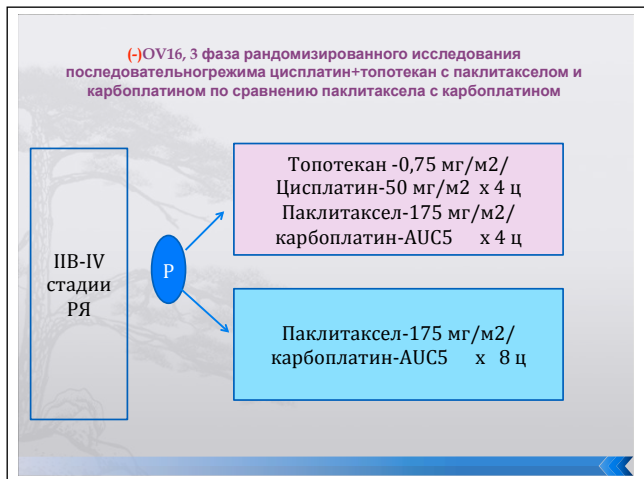 (-)OV16, 3 фаза рандомизированного исследования
последовательногрежима цисплатин+топотекан с паклитакселом и
карбоплатином по сравнению паклитаксела с карбоплатином
IIB-IV
стадии
РЯ
Р
Топотекан -0,75 мг/м2/
Цисплатин-50 мг/м2 х 4 ц
Паклитаксел-175 мг/м2/
карбоплатин-AUC5 х 4 ц
Паклитаксел-175 мг/м2/
карбоплатин-AUC5 х 8 ц